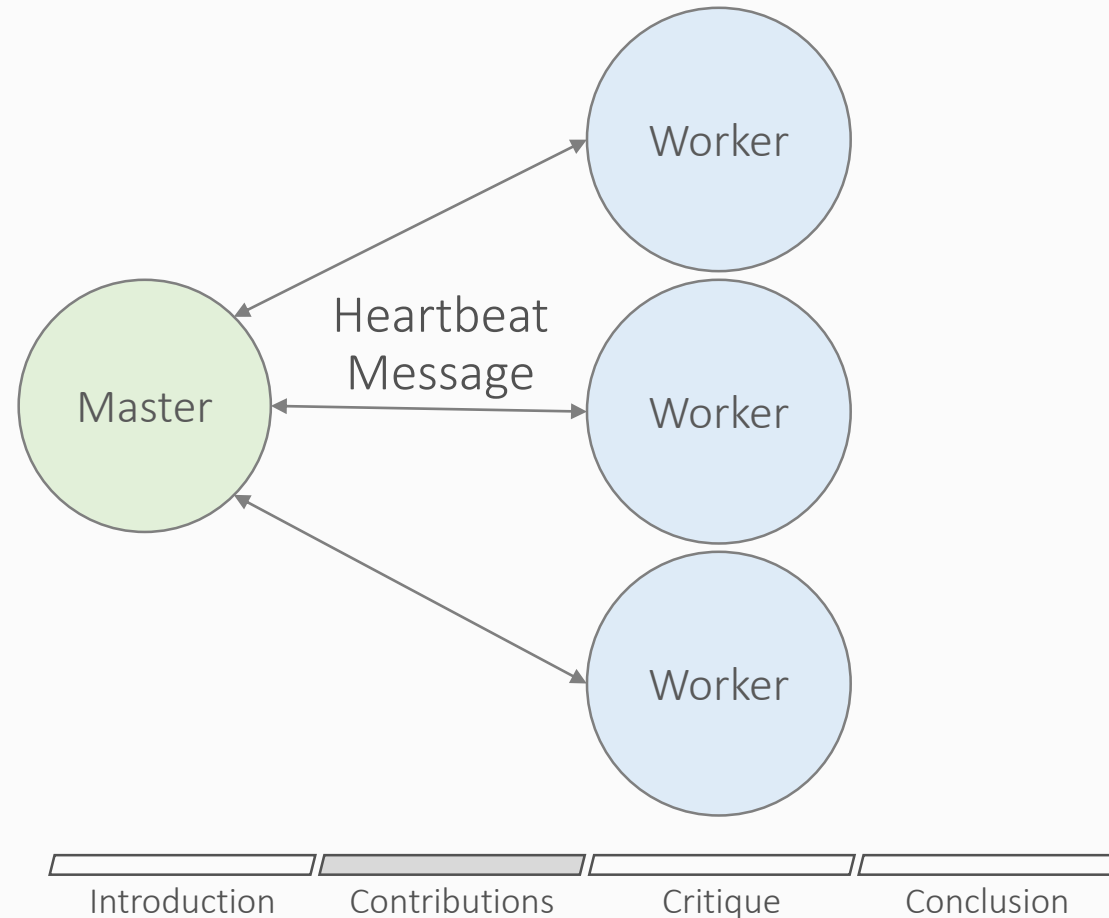 Worker
Heartbeat
Message
Master
Worker
Worker
Introduction
Contributions
Critique
Conclusion